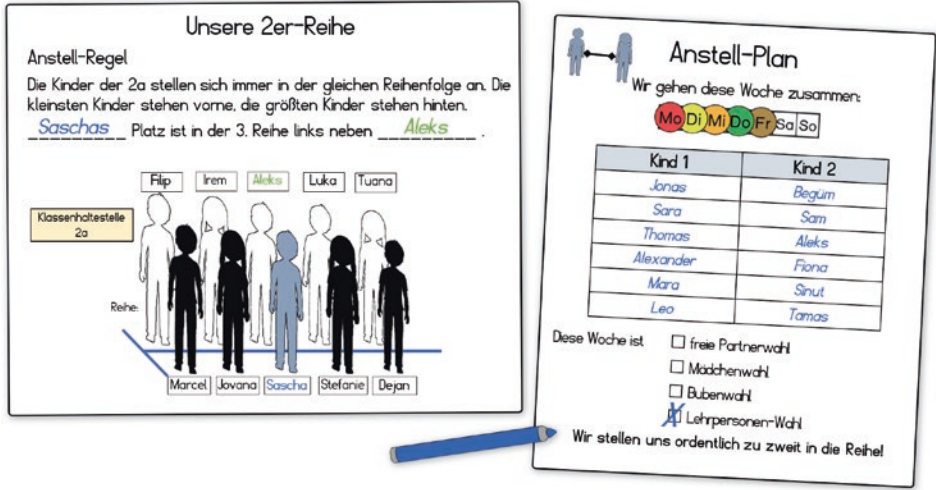 Unsere 2er-Reihe
Anstell-Regel
Die Kinder der 2a stellen sich immer in der gleichen Reihenfolge an. Die
kleinsten Kinder stehen vorne, die größten Kinder stehen hinten.
Saschas Platz ist in der 3. Reihe links neben Aleks .
Filip Irem Aleks Luka Tuana
Klassenhaltestelle
2a
Reihe:
Marcel Jovana Sascha Stefanie Dejan
Anstell-Plan
Wir gehen diese Woche zusammen:
Mo Di Mi Do Fr Sa So
Kind 1 Kind 2
Jonas Begüm
Sara Sam
Thomas Aleks
Alexander Fiona
Mara Sinut
Leo Tamas
Diese Woche ist freie Partnerwahl
Mädchenwahl
Bubenwahl
X Lehrpersonen-Wahl
Wir stellen uns ordentlich zu zweit in die Reihe!